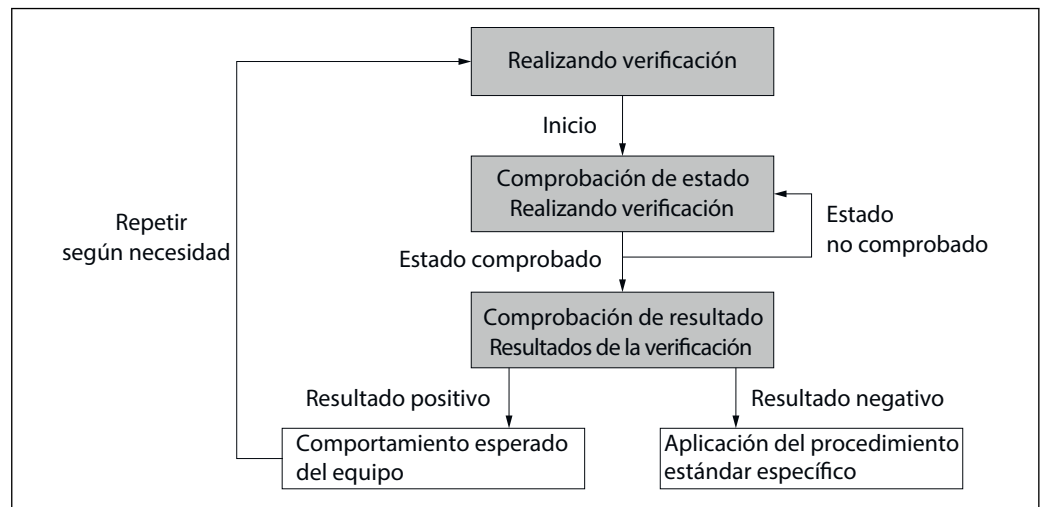 Realizando verificación
Inicio
Comprobación de estado
Realizando verificación
Estado
no comprobado
Repetir
según necesidad
Estado comprobado
Comprobación de resultado
Resultados de la verificación
Resultado positivo
Resultado negativo
Comportamiento esperado
del equipo
Aplicación del procedimiento
estándar específico